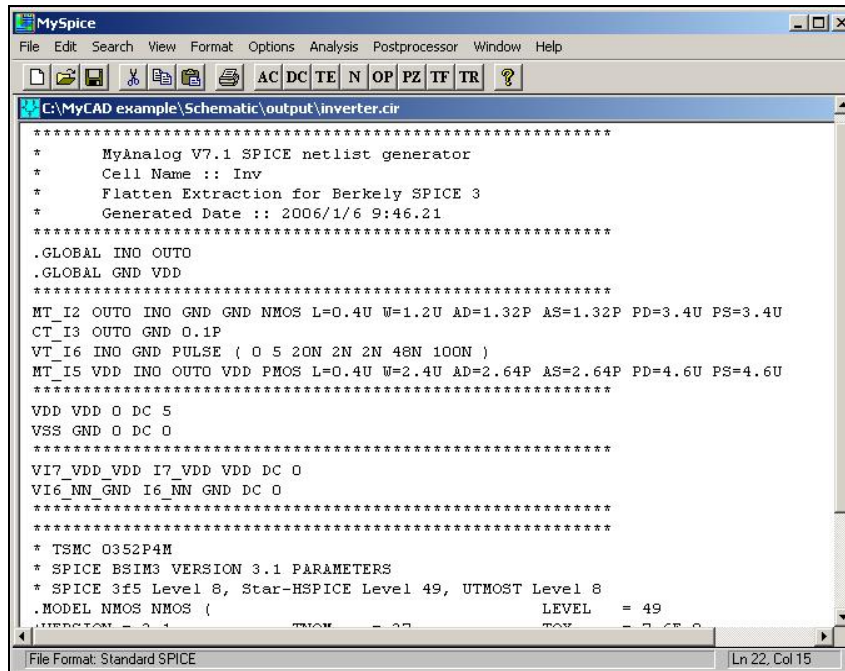 MySpice
File Edit Search View Format Options Analysis Postprocessor Window Help
AC DC TE N OP PZ TF TR
C:\MyCAD example\Schematic\output\inverter.cir
************************************************************
* MyAnalog V7.1 SPICE netlist generator
* Cell Name :: Inv
* Flatten Extraction for Berkely SPICE 3
* Generated Date :: 2006/1/6 9:46.21
************************************************************
.GLOBAL IN0 OUT0
.GLOBAL GND VDD
************************************************************
MT_I2 OUT0 IN0 GND GND NMOS L=0.4U W=1.2U AD=1.32P AS=1.32P PD=3.4U PS=3.4U
CT_I3 OUT0 GND 0.1P
VT_I6 IN0 GND PULSE ( 0 5 20N 2N 2N 48N 100N )
MT_I5 VDD IN0 OUT0 VDD PMOS L=0.4U W=2.4U AD=2.64P AS=2.64P PD=4.6U PS=4.6U
************************************************************
VDD VDD 0 DC 5
VSS GND 0 DC 0
************************************************************
VI7_VDD_VDD I7_VDD VDD DC 0
VI6_NN_GND I6_NN GND DC 0
************************************************************
************************************************************
* TSMC 0352P4M
* SPICE BSIM3 VERSION 3.1 PARAMETERS
* SPICE 3f5 Level 8, Star-HSPICE Level 49, UTMOST Level 8
.MODEL NMOS NMOS ( LEVEL = 49
File Format: Standard SPICE Ln 22, Col 15